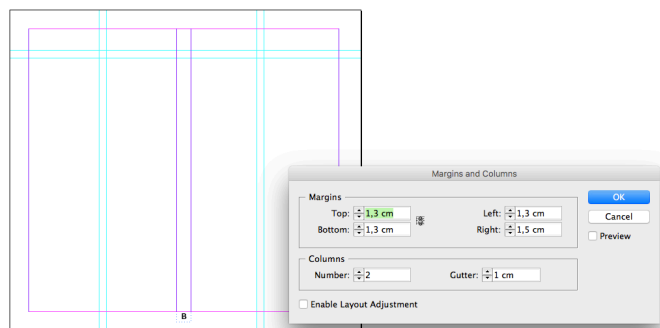 Margins and Columns
Margins
Top: 1,3 cm
Left: 1,3 cm
Bottom: 1,3 cm
Right: 1,5 cm
OK
Cancel
Preview
Columns
Number: 2
Gutter: 1 cm
Enable Layout Adjustment
B